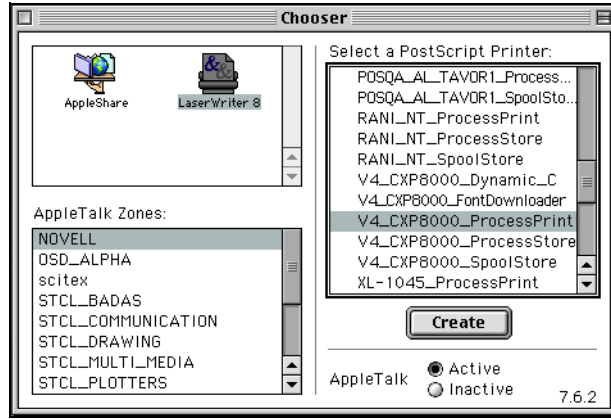 Chooser
AppleShare
LaserWriter 8
AppleTalk Zones:
NOVELL
OSD_ALPHA
scitex
STCL_BADAS
STCL_COMMUNICATION
STCL_DRAWING
STCL_MULTI_MEDIA
STCL_PLOTTERS
Select a PostScript Printer:
POSQA_AL_TAVOR1_Process...
POSQA_AL_TAVOR1_SpoolSto...
RANI_NT_ProcessPrint
RANI_NT_ProcessStore
RANI_NT_SpoolStore
V4_CXP8000_Dynamic_C
V4_CXP8000_FontDownloader
V4_CXP8000_ProcessPrint
V4_CXP8000_ProcessStore
V4_CXP8000_SpoolStore
XL-1045_ProcessPrint
Create
AppleTalk
Active
Inactive
7.6.2